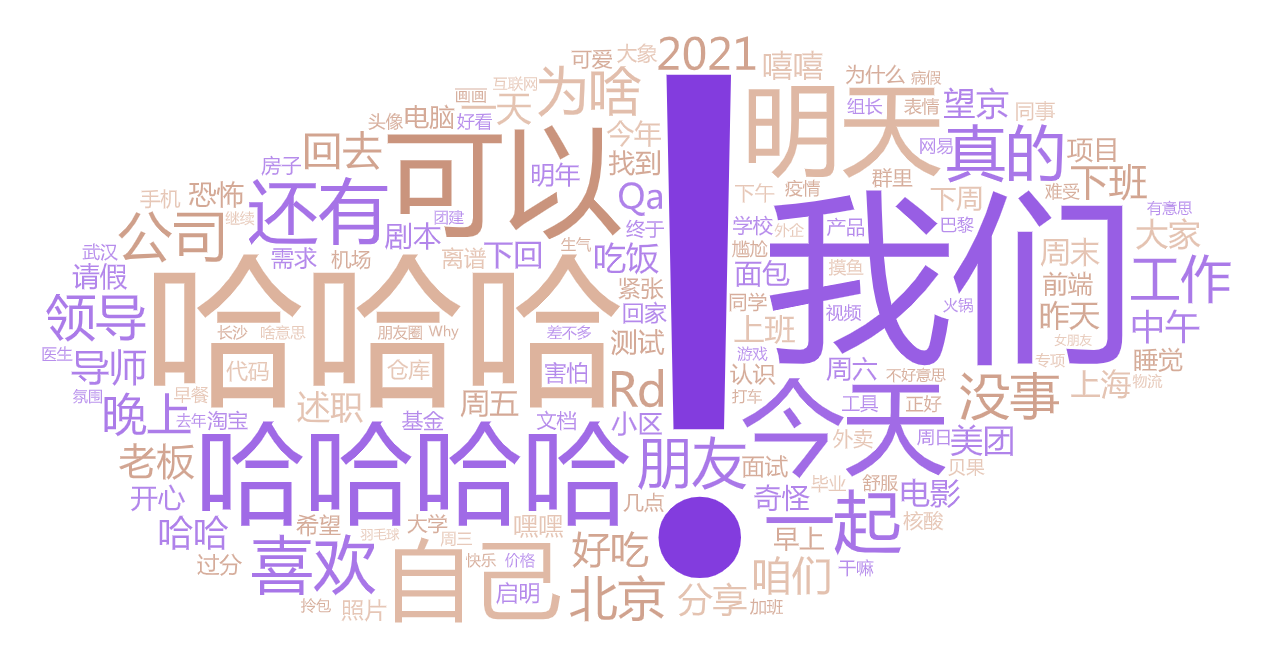 可爱 大象 2021 嘻嘻 为什么 病假
互联网 为啥 明天 组长 表情 望京 同事
画画 一天 电脑 好看 头像 今年 网易 真的 项目
回去 可以 找到 群里 下班
房子 明年 下午 疫情 下周 难受
手机 恐怖 还有 Qa 我们 有意思
公司 继续 团建 终于 学校 外企 产品 巴黎 大家
剧本 生气 尴尬 周末
武汉 需求 机场 离谱 下回 吃饭 面包 摸鱼 前端 工作
请假 哈哈哈 紧张 同学 火锅
领导 回家 视频 昨天 中午
长沙 啥意思 朋友圈 Why 差不多 测试 上班 女朋友
医生 导师 代码 仓库 害怕 游戏 认识 周六 不好意思 专项 睡觉
氛围 早餐 Rd 打车 上海 物流
晚上 去年 淘宝 述职 基金 周五 文档 小区 今天 工具 正好 没事
哈哈哈哈 ! 外卖 周日 美团
老板 朋友 面试 贝果
开心 几点 奇怪 毕业 舒服 电影
哈哈 希望 大学 嘿嘿 一起 核酸
羽毛球 周三 早上
过分 喜欢 自己 快乐 价格 好吃 咱们 干嘛
拎包 照片 启明 北京 分享 加班